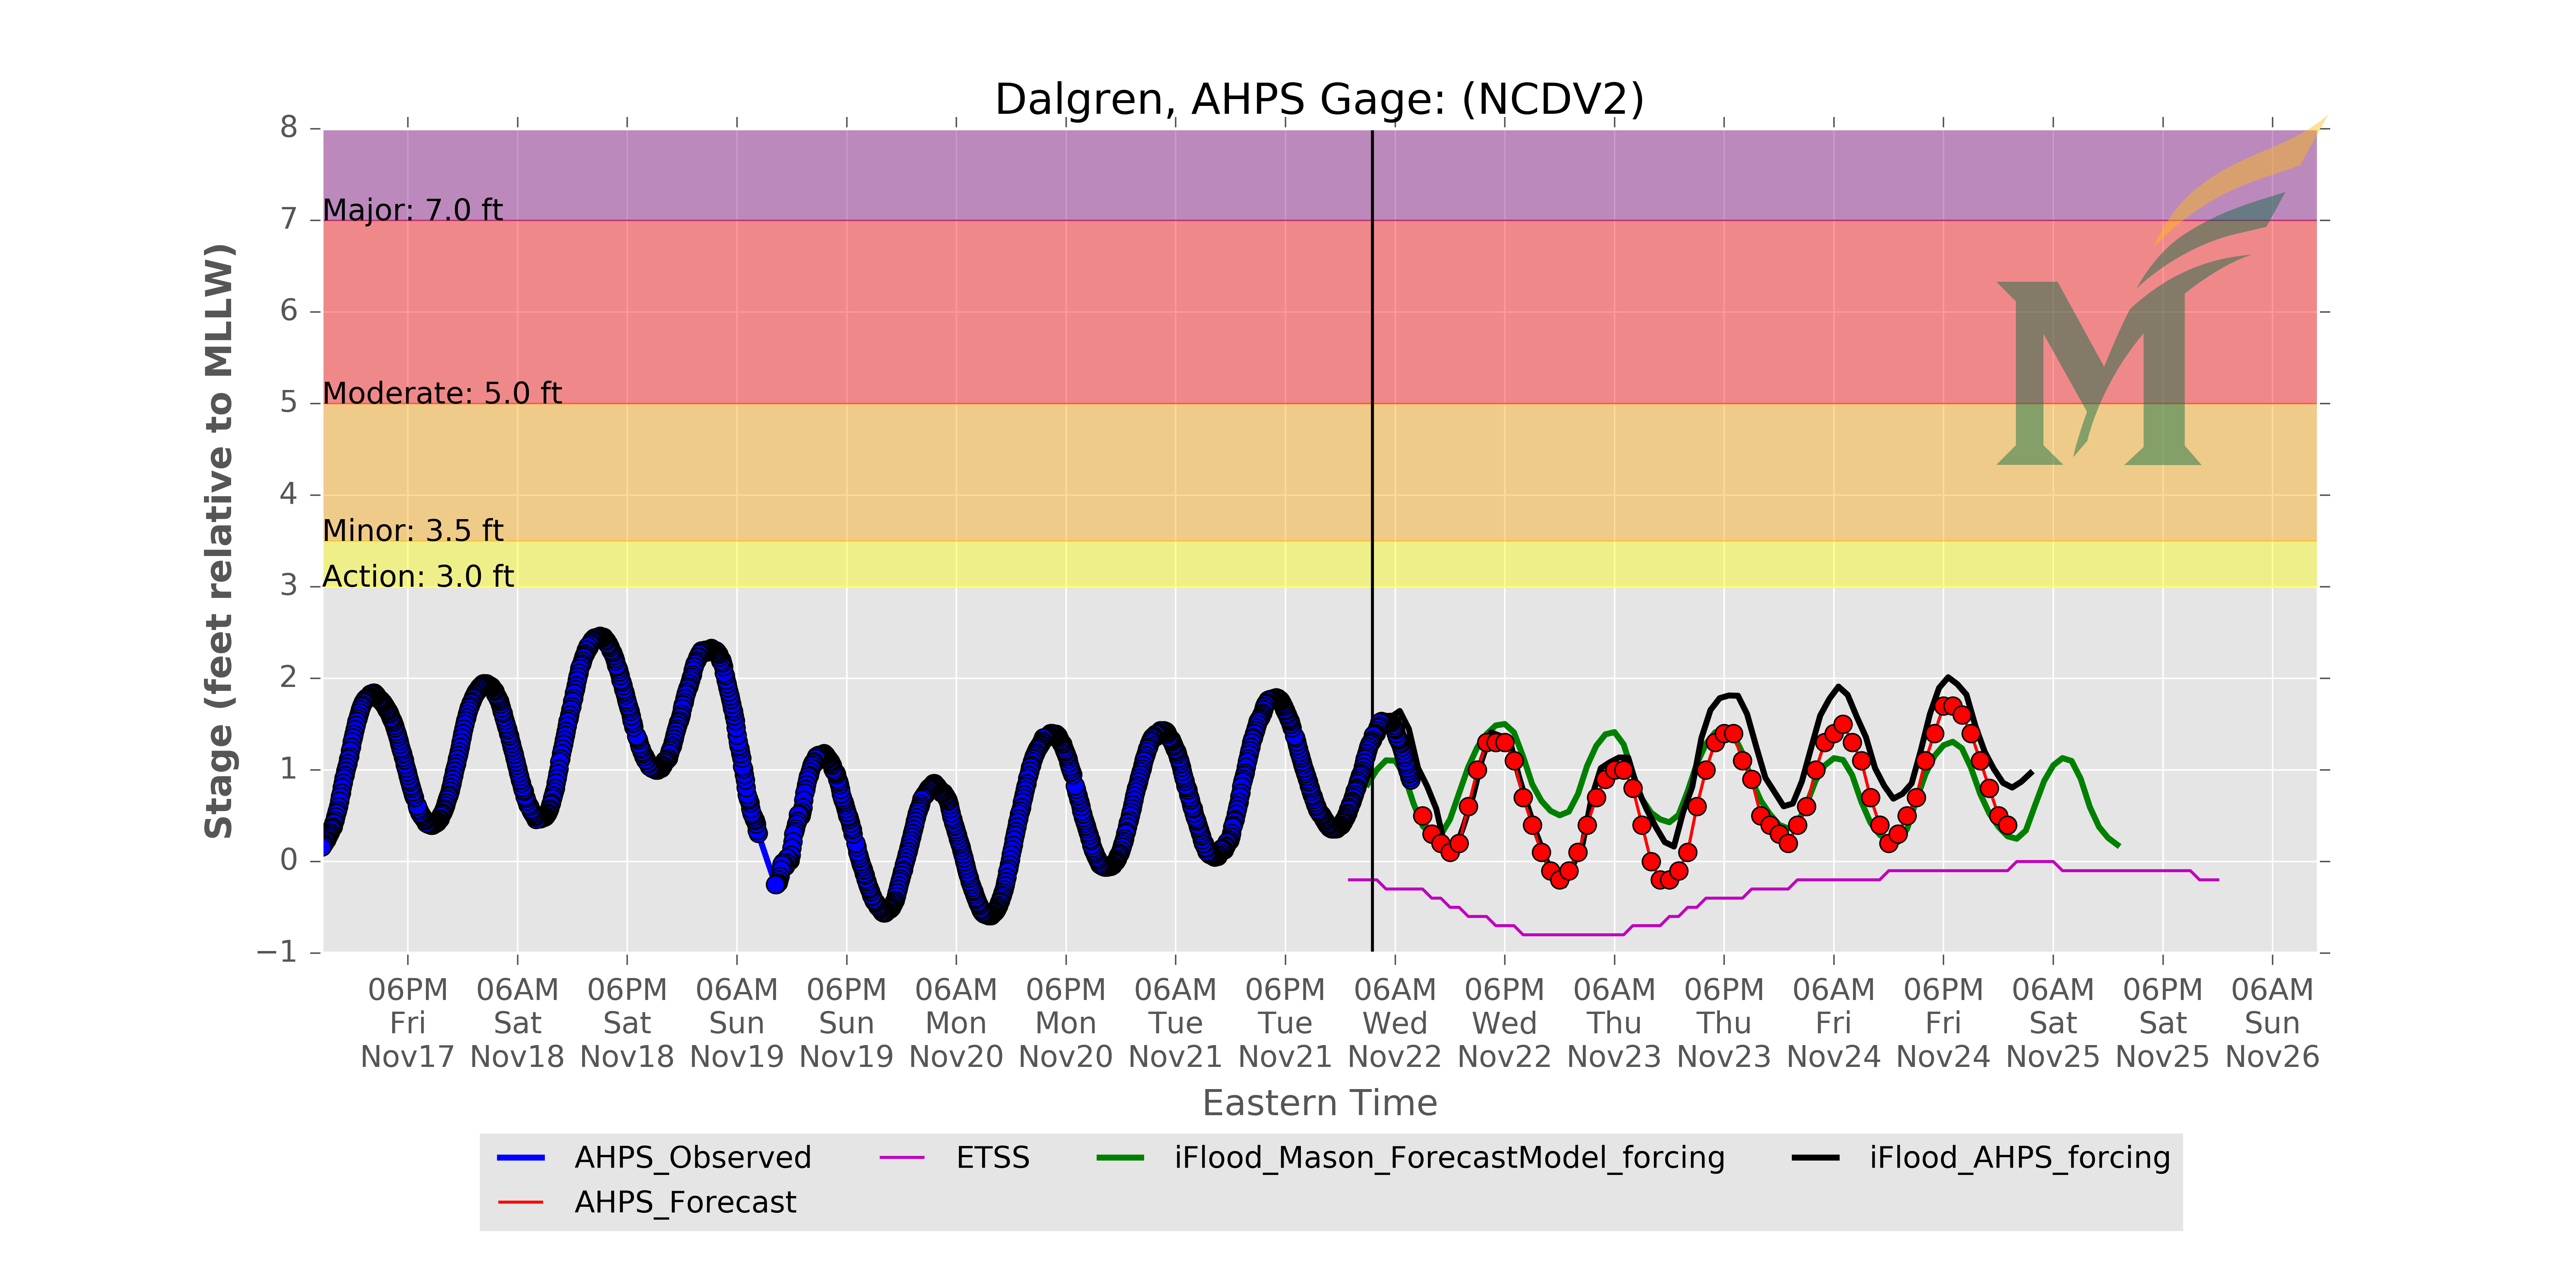 Dalgren, AHPS Gage: (NCDV2)
Stage (feet relative to MLLW)
8
7
6
5
4
3
2
1
0
−1
Major: 7.0 ft
Moderate: 5.0 ft
Minor: 3.5 ft
Action: 3.0 ft
M
06PM 06AM 06PM 06AM 06PM 06AM 06PM 06AM 06PM 06AM 06PM 06AM 06PM 06AM 06PM 06AM 06PM 06AM
Fri Sat Sat Sun Sun Mon Mon Tue Tue Wed Wed Thu Thu Fri Fri Sat Sat Sun
Nov17 Nov18 Nov18 Nov19 Nov19 Nov20 Nov20 Nov21 Nov21 Nov22 Nov22 Nov23 Nov23 Nov24 Nov24 Nov25 Nov25 Nov26
Eastern Time
AHPS_Observed ETSS iFlood_Mason_ForecastModel_forcing iFlood_AHPS_forcing
AHPS_Forecast